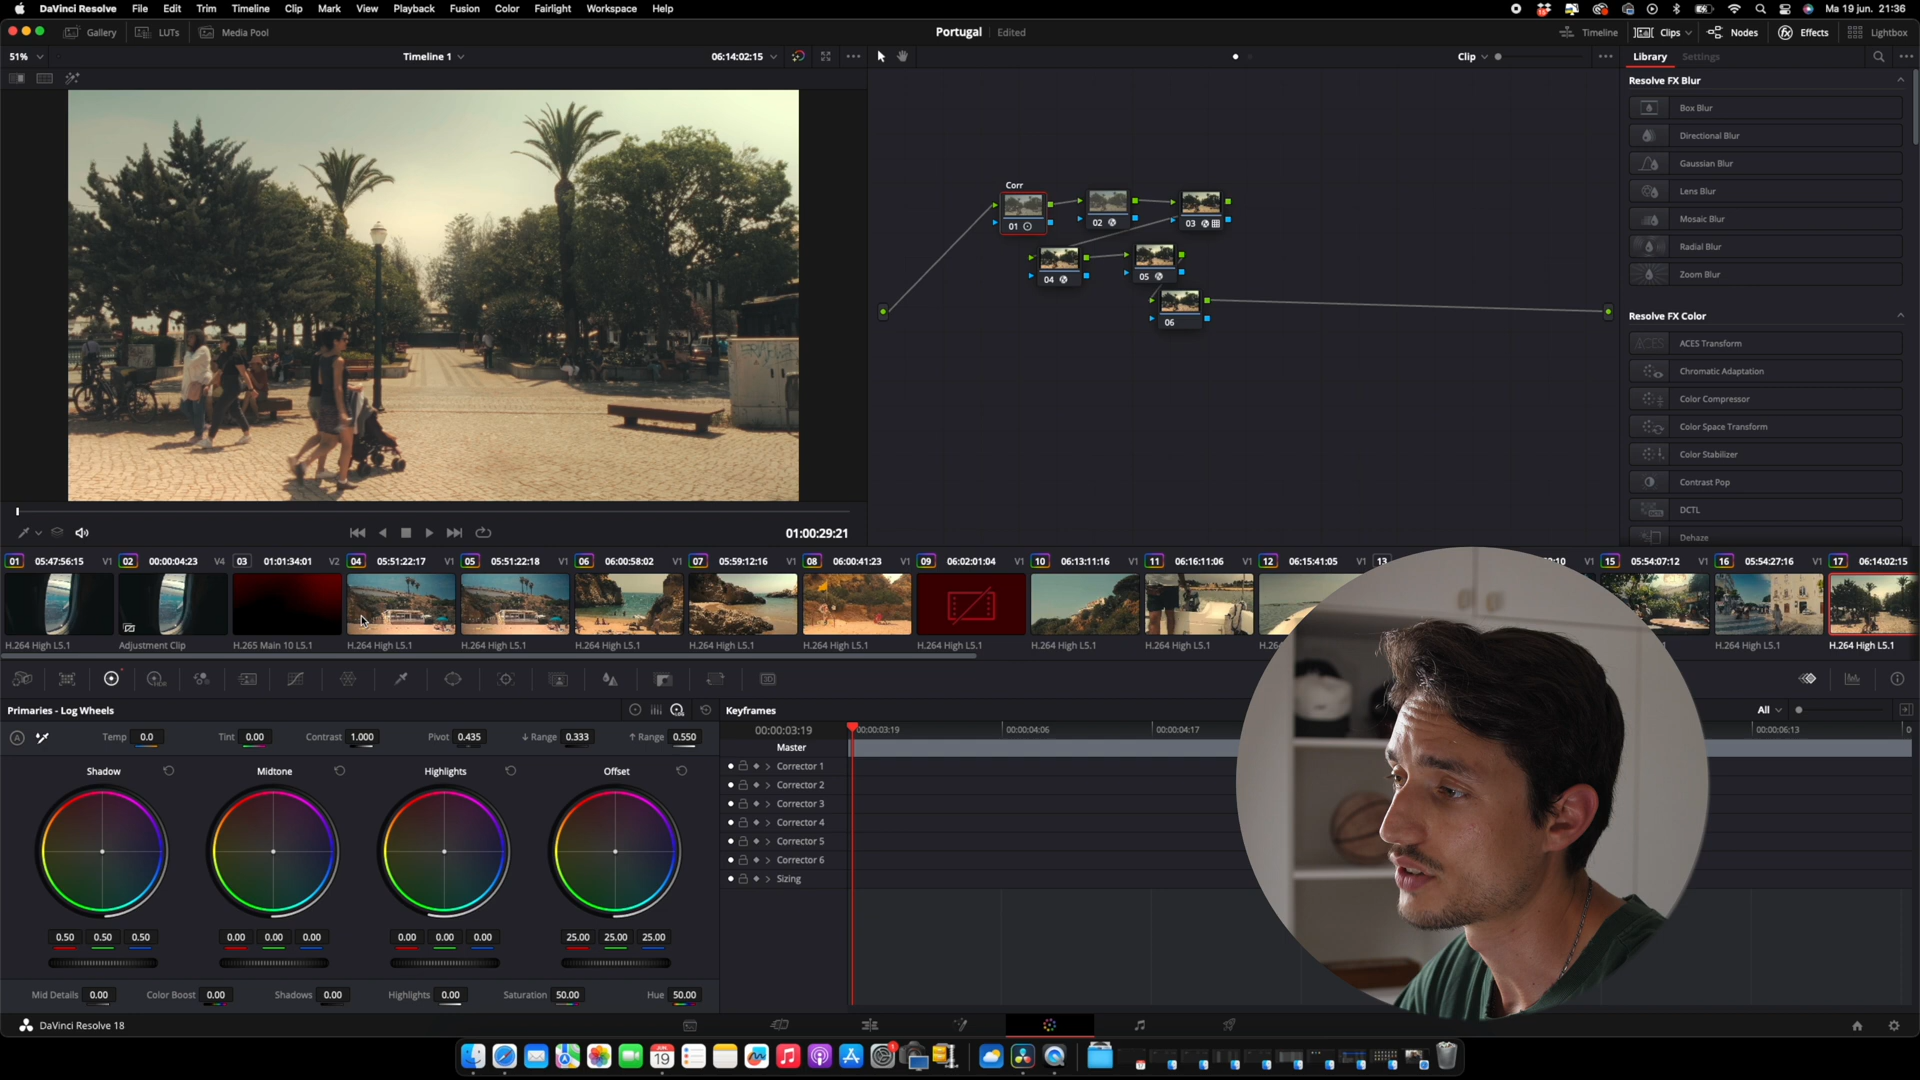 DaVinci Resolve File Edit Trim Timeline Clip Mark View Playback Fusion Color Fairlight Workspace Help Ma 19 jun. 21:36
Gallery LUTs Media Pool Portugal Edited Timeline Clips Nodes Effects Lightbox
51% Timeline 1 06:14:02:15 Clip Library Settings
Resolve FX Blur
Box Blur
Directional Blur
Gaussian Blur
Lens Blur
Mosaic Blur
Radial Blur
Zoom Blur
Resolve FX Color
ACES Transform
Chromatic Adaptation
Color Compressor
Color Space Transform
Color Stabilizer
Contrast Pop
DCTL
Dehaze
Corr
01 02 03
04 05
06
01:00:29:21
01 05:47:56:15 V1 02 00:00:04:23 V4 03 01:01:34:01 V2 04 05:51:22:17 V1 05 05:51:22:18 V1 06 06:00:58:02 V1 07 05:59:12:16 V1 08 06:00:41:23 V1 09 06:02:01:04 V1 10 06:13:11:16 V1 11 06:16:11:06 V1 12 06:15:41:05 V1 13 :10 V1 15 05:54:07:12 V1 16 05:54:27:16 V1 17 06:14:02:15
H.264 High L5.1 Adjustment Clip H.265 Main 10 L5.1 H.264 High L5.1 H.264 High L5.1 H.264 High L5.1 H.264 High L5.1 H.264 High L5.1 H.264 High L5.1 H.264 High L5.1 H.264 High L5.1 H.26 H.264 High L5.1 H.264 High L5.1
Primaries - Log Wheels Keyframes All
Temp 0.0 Tint 0.00 Contrast 1.000 Pivot 0.435 Range 0.333 Range 0.550
00:00:03:19 00:00:03:19 00:00:04:06 00:00:04:17 00:00:06:13
Master
Corrector 1
Corrector 2
Corrector 3
Corrector 4
Corrector 5
Corrector 6
Sizing
Shadow Midtone Highlights Offset
0.50 0.50 0.50 0.00 0.00 0.00 0.00 0.00 0.00 25.00 25.00 25.00
Mid Details 0.00 Color Boost 0.00 Shadows 0.00 Highlights 0.00 Saturation 50.00 Hue 50.00
DaVinci Resolve 18
JUN
19